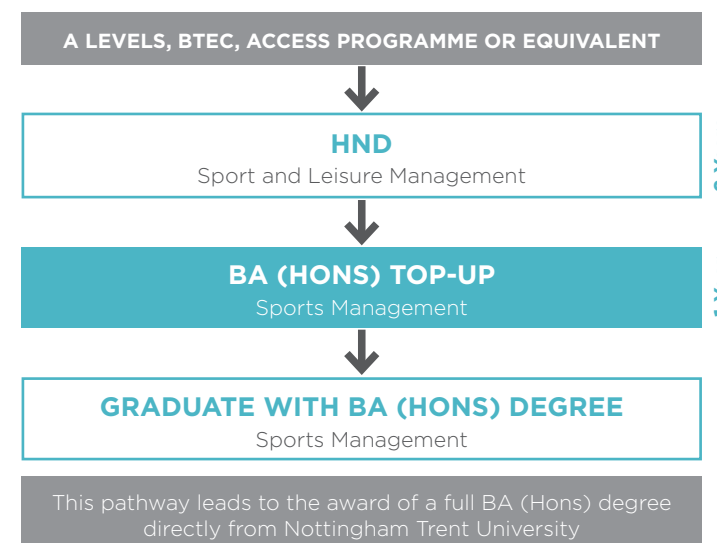 A LEVELS, BTEC, ACCESS PROGRAMME OR EQUIVALENT
HND
Sport and Leisure Management
BA (HONS) TOP-UP
Sports Management
GRADUATE WITH BA (HONS) DEGREE
Sports Management
This pathway leads to the award of a full BA (Hons) degree
directly from Nottingham Trent University